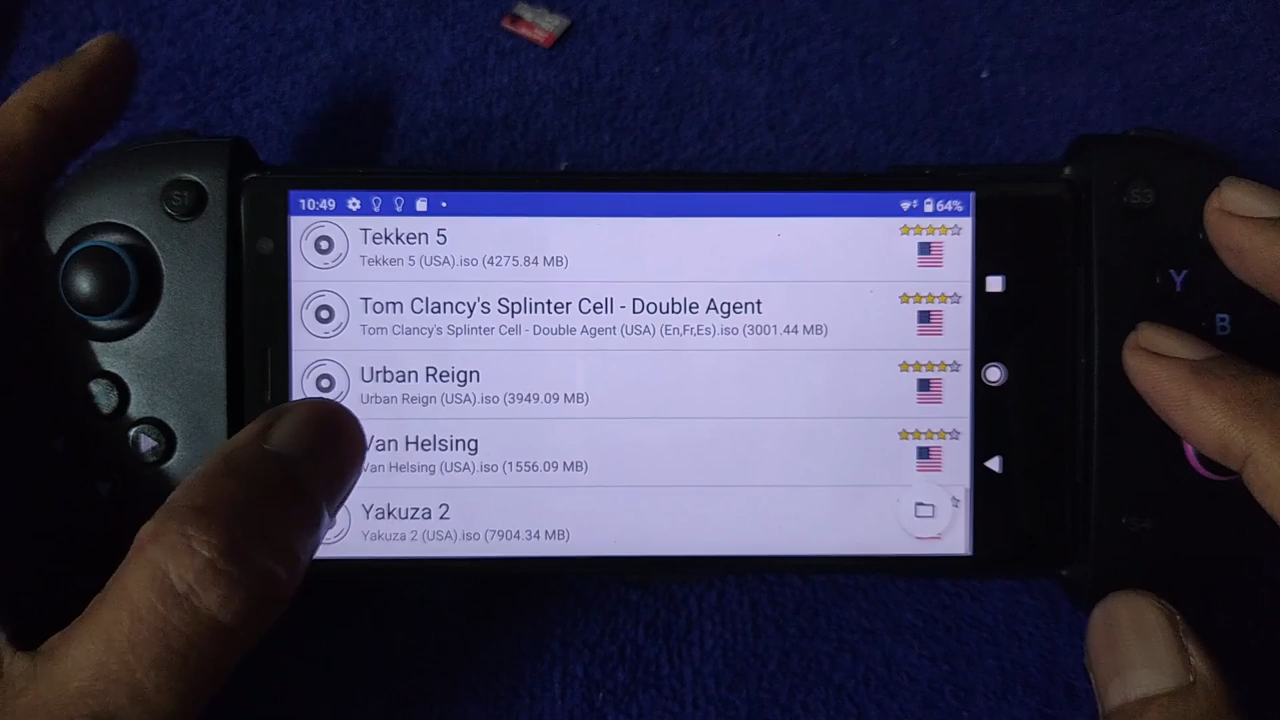 S1
S3
10:49
64%
Tekken 5
Tekken 5 (USA).iso (4275.84 MB)
Tom Clancy's Splinter Cell - Double Agent
Tom Clancy's Splinter Cell - Double Agent (USA) (En,Fr,Es).iso (3001.44 MB)
Urban Reign
Urban Reign (USA).iso (3949.09 MB)
Van Helsing
Van Helsing (USA).iso (1556.09 MB)
Yakuza 2
Yakuza 2 (USA).iso (7904.34 MB)
Y
B